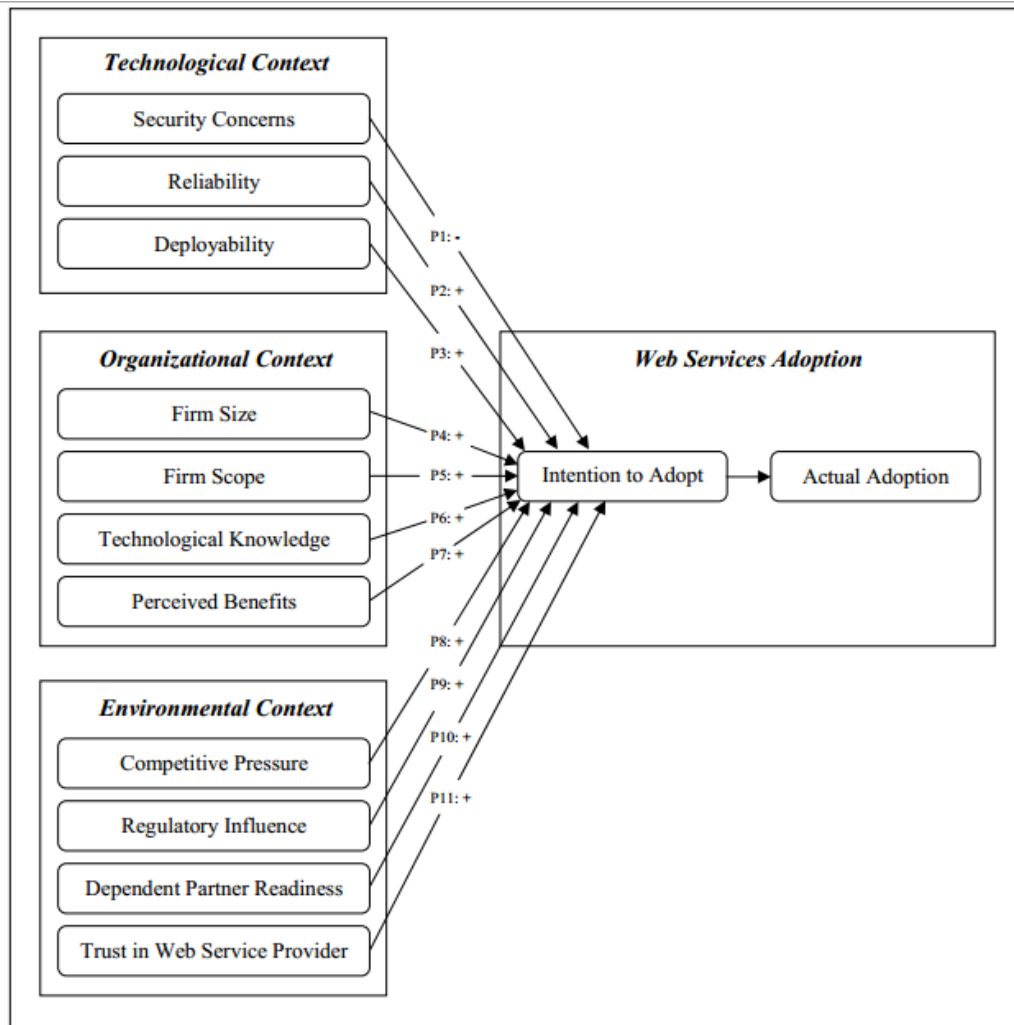 Technological Context
Security Concerns
Reliability
Deployability
P1: -
P2: +
P3: +
Organizational Context
Firm Size
Firm Scope
Technological Knowledge
Perceived Benefits
P4: +
P5: +
P6: +
P7: +
Web Services Adoption
Intention to Adopt
Actual Adoption
Environmental Context
Competitive Pressure
Regulatory Influence
Dependent Partner Readiness
Trust in Web Service Provider
P8: +
P9: +
P10: +
P11: +